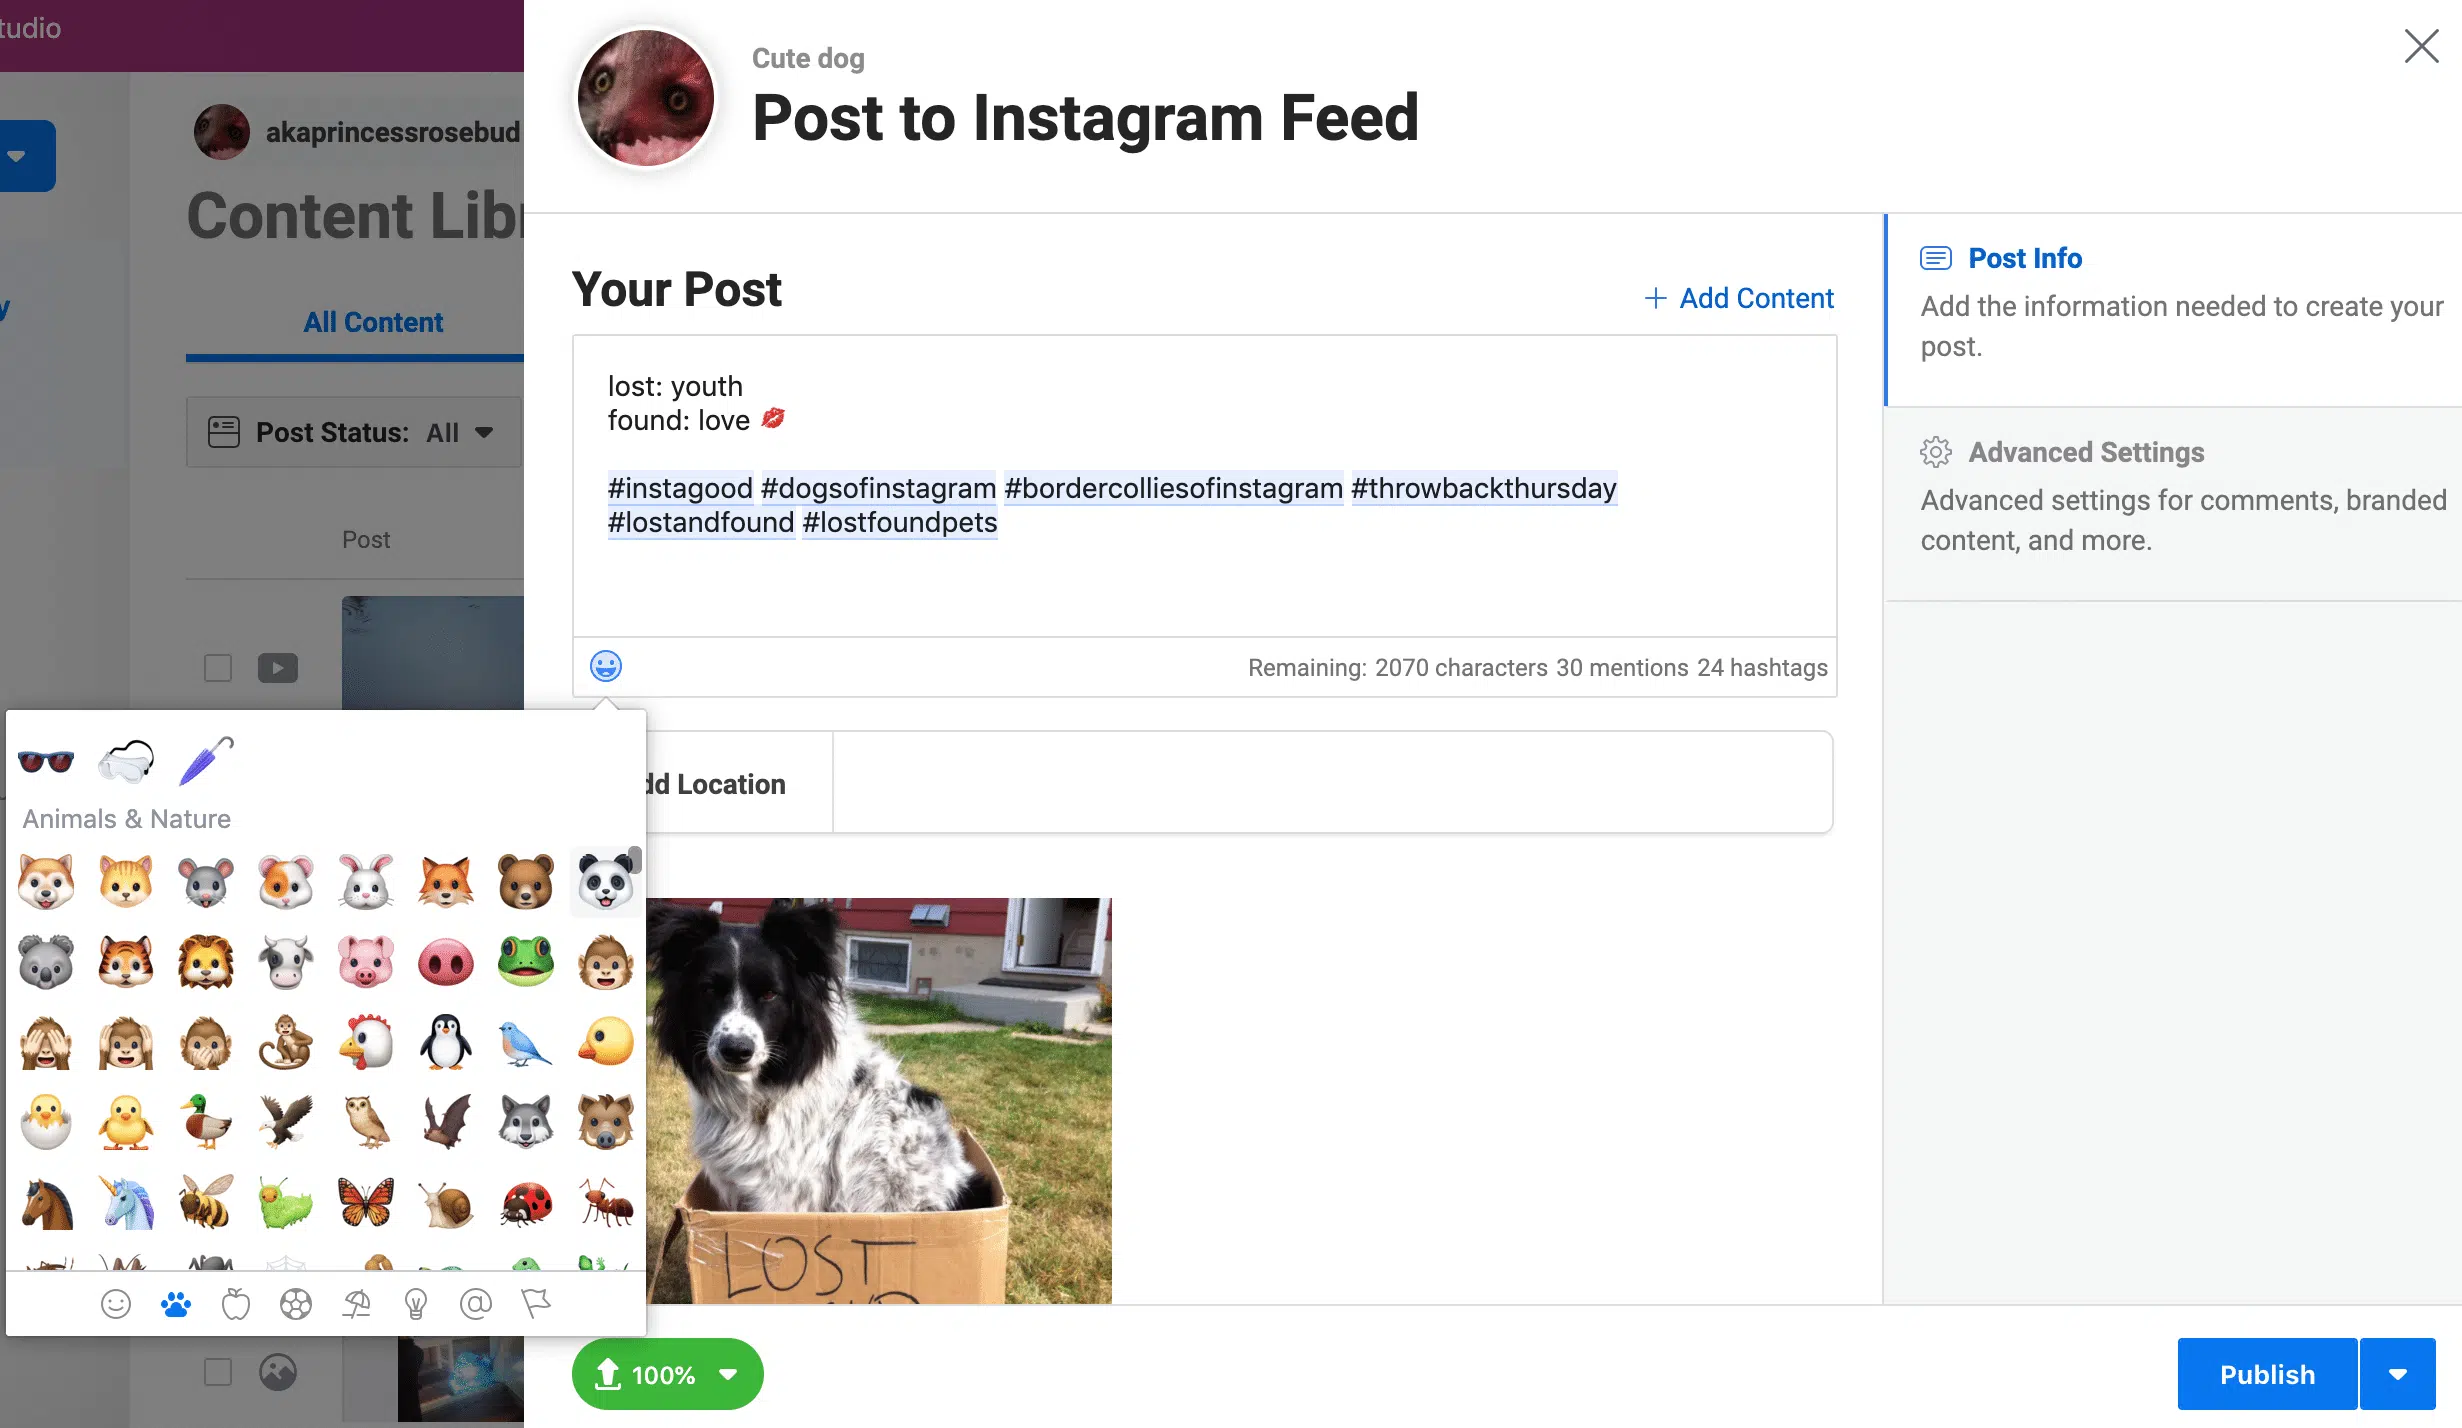 tudio
akaprincessrosebud
Content Lib
All Content
Post Status: All
Post
Cute dog
Post to Instagram Feed
Your Post
Add Content
lost: youth
found: love 💋
#instagood #dogsofinstagram #bordercolliesofinstagram #throwbackthursday
#lostandfound #lostfoundpets
Remaining: 2070 characters 30 mentions 24 hashtags
dd Location
Animals & Nature
LOST
100%
Post Info
Add the information needed to create your
post.
Advanced Settings
Advanced settings for comments, branded
content, and more.
Publish